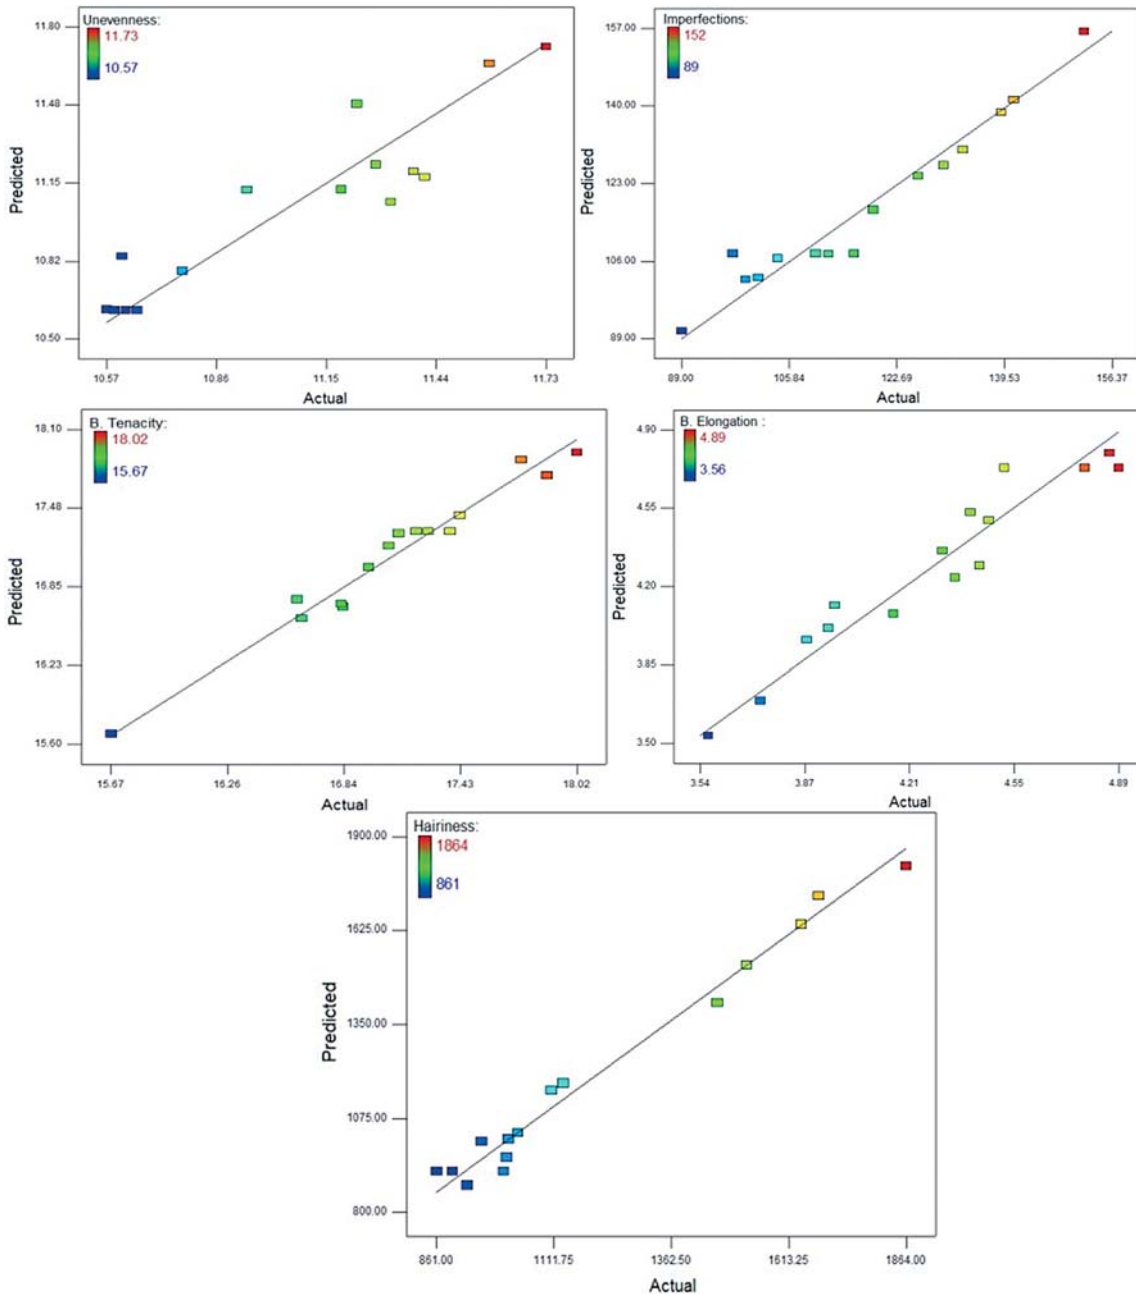 Unevenness:
11.73
10.57
11.80
11.48
11.15
10.82
10.50
Predicted
10.57 10.86 11.15 11.44 11.73
Actual
Imperfections:
152
89
157.00
140.00
123.00
106.00
89.00
Predicted
89.00 105.84 122.69 139.53 156.37
Actual
B. Tenacity:
18.02
15.67
18.10
17.48
16.85
16.23
15.60
Predicted
15.67 16.26 16.84 17.43 18.02
Actual
B. Elongation :
4.89
3.56
4.90
4.55
4.20
3.85
3.50
Predicted
3.54 3.87 4.21 4.55 4.89
Actual
Hairiness:
1864
861
1900.00
1625.00
1350.00
1075.00
800.00
Predicted
861.00 1111.75 1362.50 1613.25 1864.00
Actual